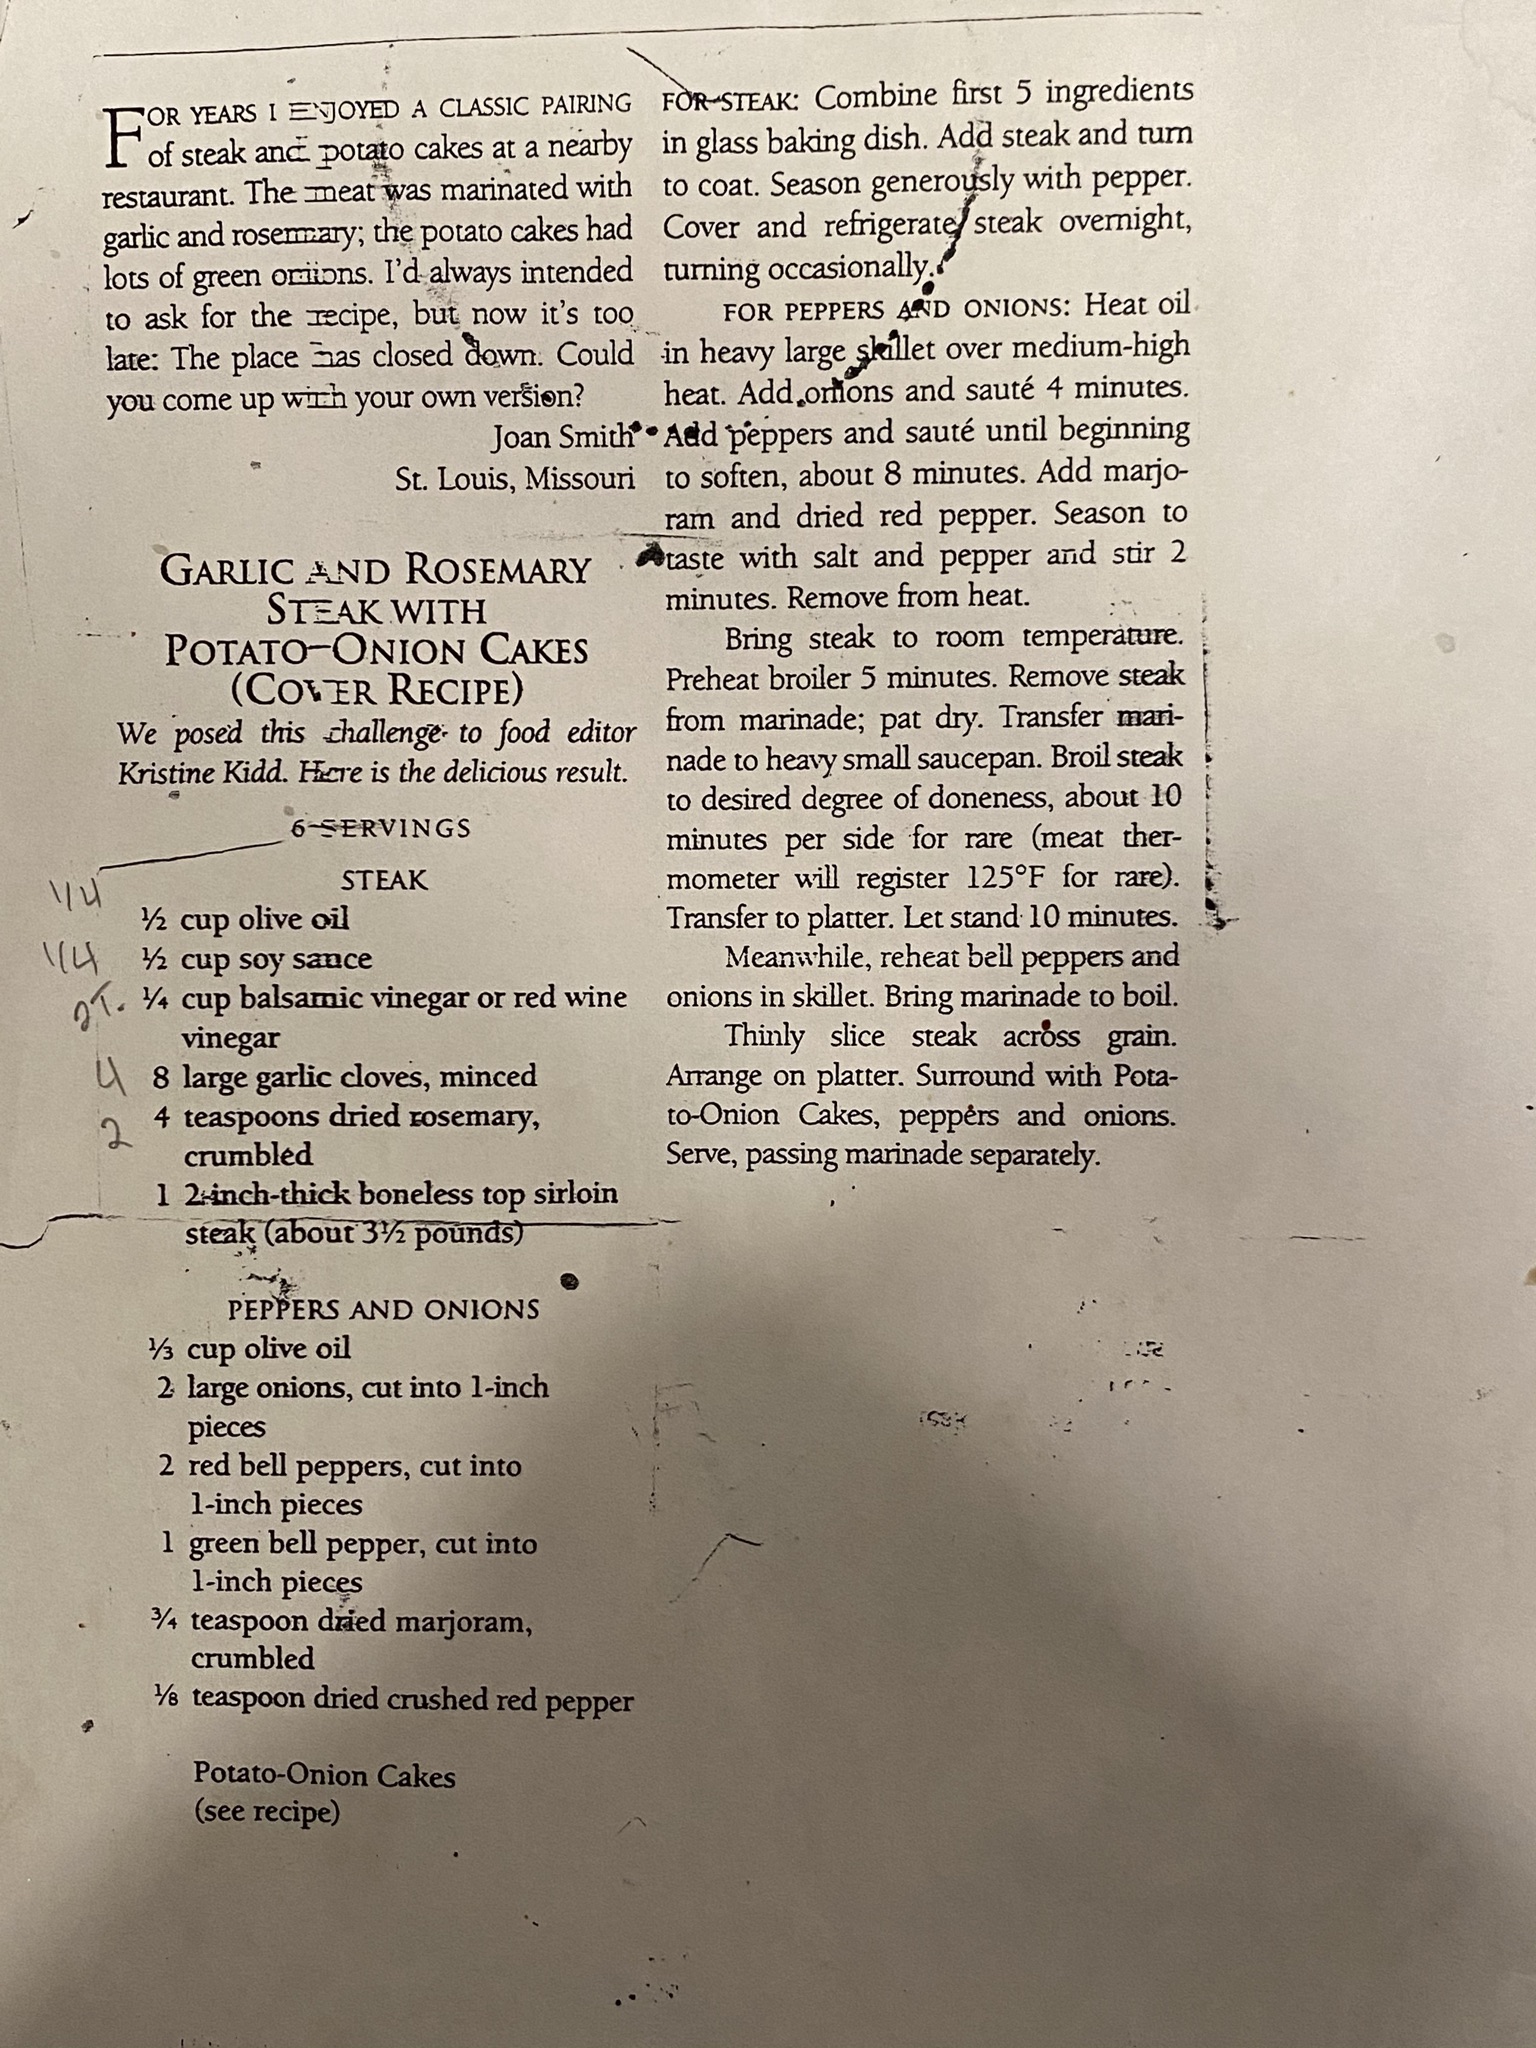 FOR YEARS I ENJOYED A CLASSIC PAIRING
of steak and potato cakes at a nearby
restaurant. The meat was marinated with
garlic and rosemary; the potato cakes had
lots of green onions. I'd always intended
to ask for the recipe, but now it's too
late: The place has closed down. Could
you come up with your own version?
Joan Smith
St. Louis, Missouri
GARLIC AND ROSEMARY
STEAK WITH
POTATO-ONION CAKES
(COVER RECIPE)
We posed this challenge to food editor
Kristine Kidd. Here is the delicious result.
6 SERVINGS
STEAK
1/4
½ cup olive oil
1/4 ½ cup soy sauce
2T. ¼ cup balsamic vinegar or red wine
vinegar
4 8 large garlic cloves, minced
2 4 teaspoons dried rosemary,
crumbled
1 2-inch-thick boneless top sirloin
steak (about 3½ pounds)
PEPPERS AND ONIONS
⅓ cup olive oil
2 large onions, cut into 1-inch
pieces
2 red bell peppers, cut into
1-inch pieces
1 green bell pepper, cut into
1-inch pieces
¾ teaspoon dried marjoram,
crumbled
⅛ teaspoon dried crushed red pepper
Potato-Onion Cakes
(see recipe)
FOR STEAK: Combine first 5 ingredients
in glass baking dish. Add steak and turn
to coat. Season generously with pepper.
Cover and refrigerate steak overnight,
turning occasionally.
FOR PEPPERS AND ONIONS: Heat oil
in heavy large skillet over medium-high
heat. Add onions and sauté 4 minutes.
Add peppers and sauté until beginning
to soften, about 8 minutes. Add marjo-
ram and dried red pepper. Season to
taste with salt and pepper and stir 2
minutes. Remove from heat.
Bring steak to room temperature.
Preheat broiler 5 minutes. Remove steak
from marinade; pat dry. Transfer mari-
nade to heavy small saucepan. Broil steak
to desired degree of doneness, about 10
minutes per side for rare (meat ther-
mometer will register 125°F for rare).
Transfer to platter. Let stand 10 minutes.
Meanwhile, reheat bell peppers and
onions in skillet. Bring marinade to boil.
Thinly slice steak across grain.
Arrange on platter. Surround with Pota-
to-Onion Cakes, peppers and onions.
Serve, passing marinade separately.